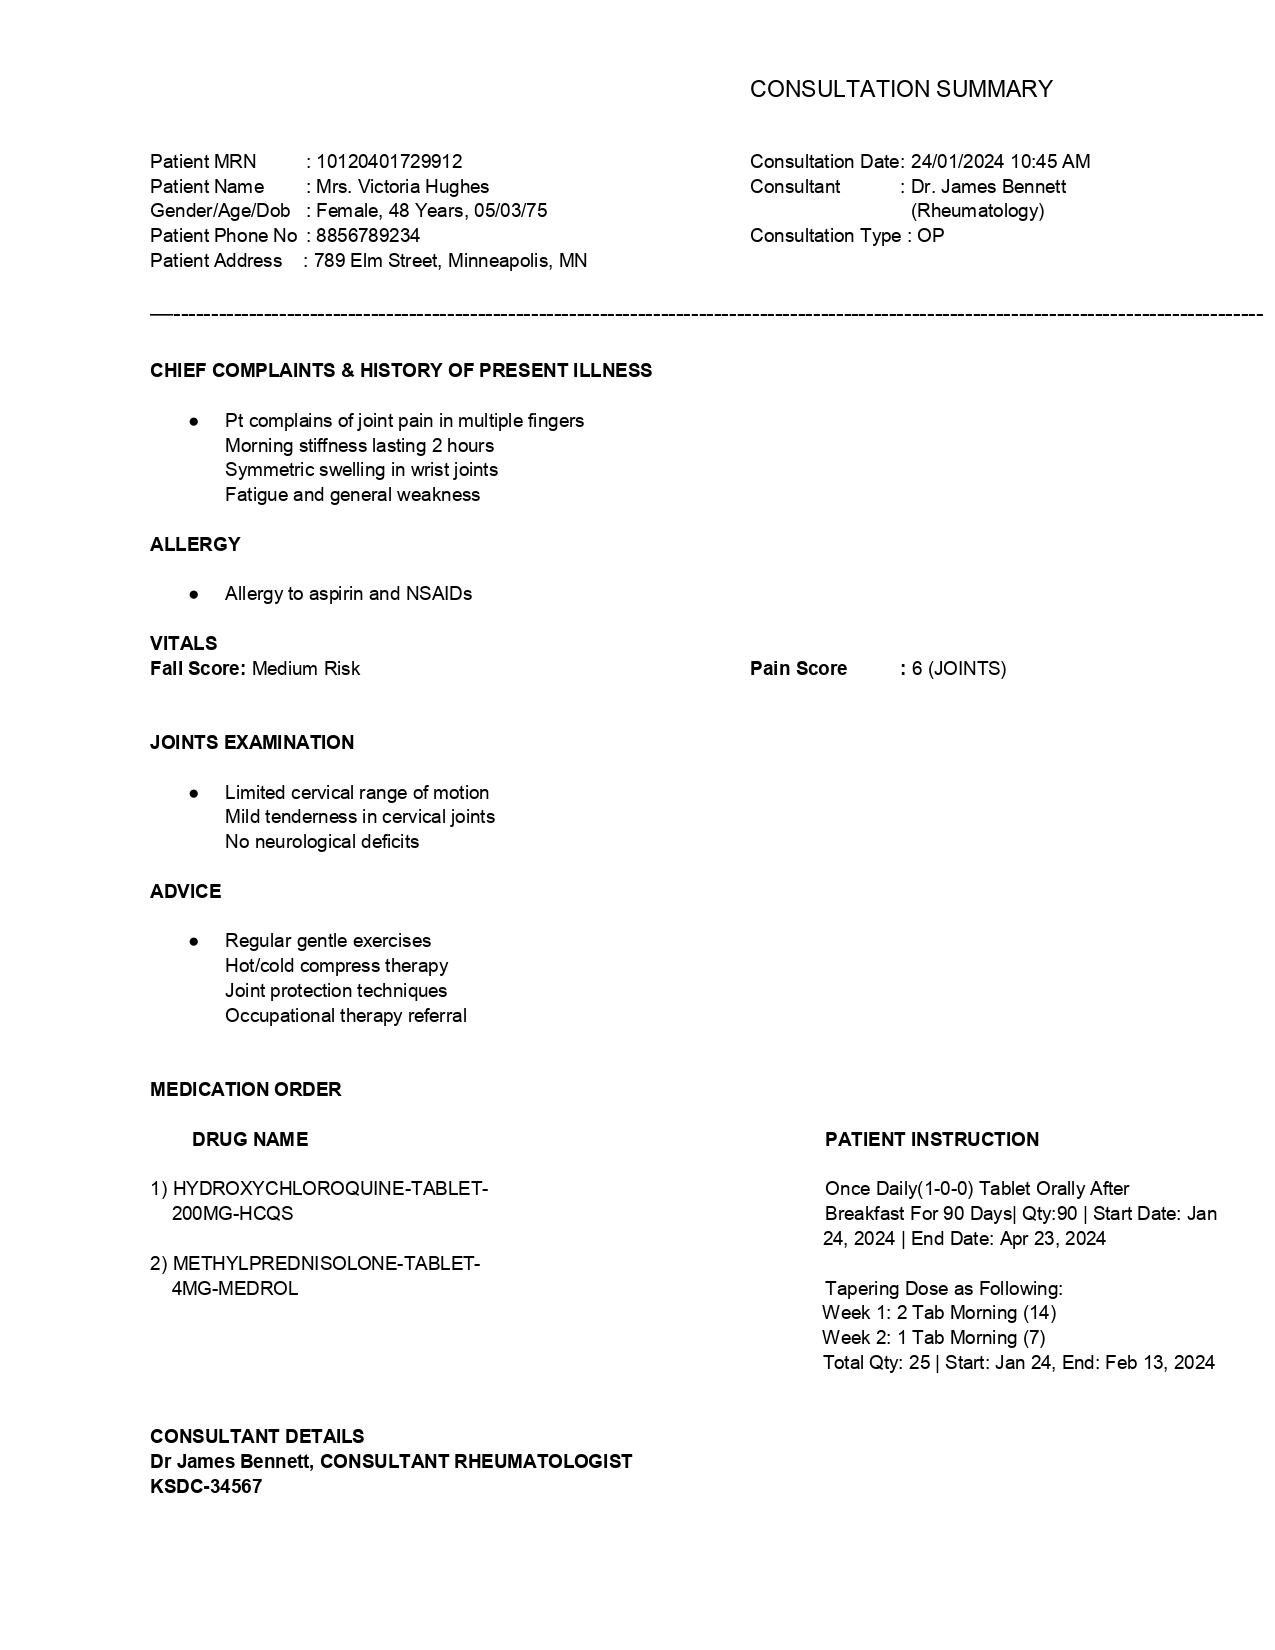 CONSULTATION SUMMARY
Patient MRN : 10120401729912
Consultation Date: 24/01/2024 10:45 AM
Patient Name : Mrs. Victoria Hughes
Consultant : Dr. James Bennett
Gender/Age/Dob : Female, 48 Years, 05/03/75
(Rheumatology)
Patient Phone No : 8856789234
Consultation Type : OP
Patient Address : 789 Elm Street, Minneapolis, MN
CHIEF COMPLAINTS & HISTORY OF PRESENT ILLNESS
● Pt complains of joint pain in multiple fingers
Morning stiffness lasting 2 hours
Symmetric swelling in wrist joints
Fatigue and general weakness
ALLERGY
● Allergy to aspirin and NSAIDs
VITALS
Fall Score: Medium Risk
Pain Score : 6 (JOINTS)
JOINTS EXAMINATION
● Limited cervical range of motion
Mild tenderness in cervical joints
No neurological deficits
ADVICE
● Regular gentle exercises
Hot/cold compress therapy
Joint protection techniques
Occupational therapy referral
MEDICATION ORDER
DRUG NAME
PATIENT INSTRUCTION
1) HYDROXYCHLOROQUINE-TABLET-
200MG-HCQS
Once Daily(1-0-0) Tablet Orally After
Breakfast For 90 Days| Qty:90 | Start Date: Jan
24, 2024 | End Date: Apr 23, 2024
2) METHYLPREDNISOLONE-TABLET-
4MG-MEDROL
Tapering Dose as Following:
Week 1: 2 Tab Morning (14)
Week 2: 1 Tab Morning (7)
Total Qty: 25 | Start: Jan 24, End: Feb 13, 2024
CONSULTANT DETAILS
Dr James Bennett, CONSULTANT RHEUMATOLOGIST
KSDC-34567